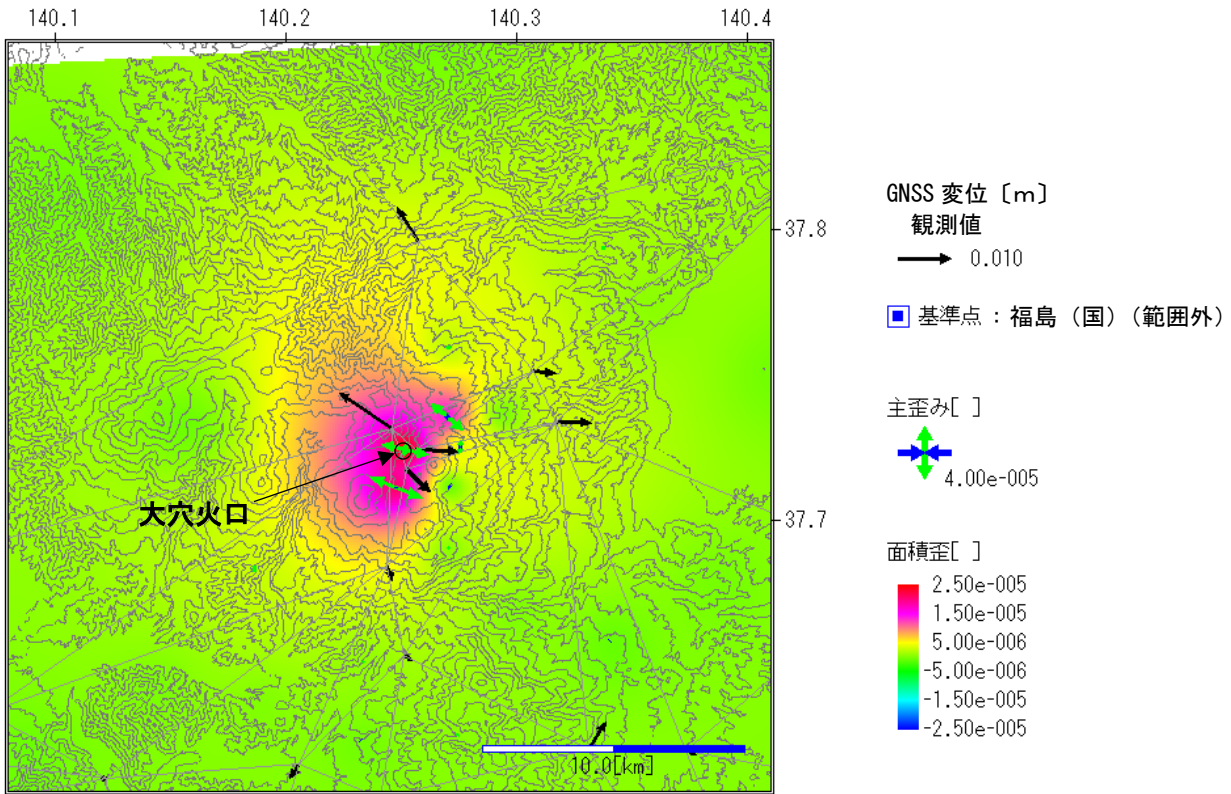 140.1 140.2 140.3 140.4
37.8
37.7
大穴火口
10.0[km]
GNSS 変位〔m〕
観測値
0.010
基準点 : 福島（国）（範囲外）
主歪み[ ]
4.00e-005
面積歪[ ]
2.50e-005
1.50e-005
5.00e-006
-5.00e-006
-1.50e-005
-2.50e-005